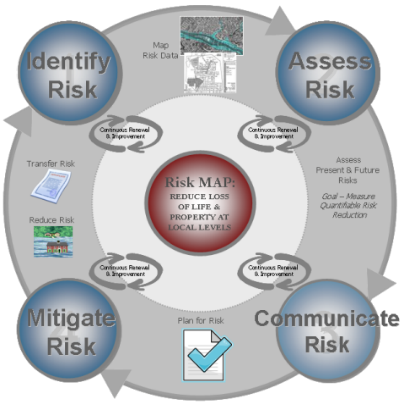 Identify
Risk
Map
Risk Data
Assess
Risk
Continuous Renewal
& Improvement
Continuous Renewal
& Improvement
Transfer Risk
Reduce Risk
Risk MAP:
REDUCE LOSS
OF LIFE &
PROPERTY AT
LOCAL LEVELS
Assess
Present & Future
Risks
Goal – Measure
Quantifiable Risk
Reduction
Continuous Renewal
& Improvement
Continuous Renewal
& Improvement
Mitigate
Risk
Plan for Risk
Communicate
Risk